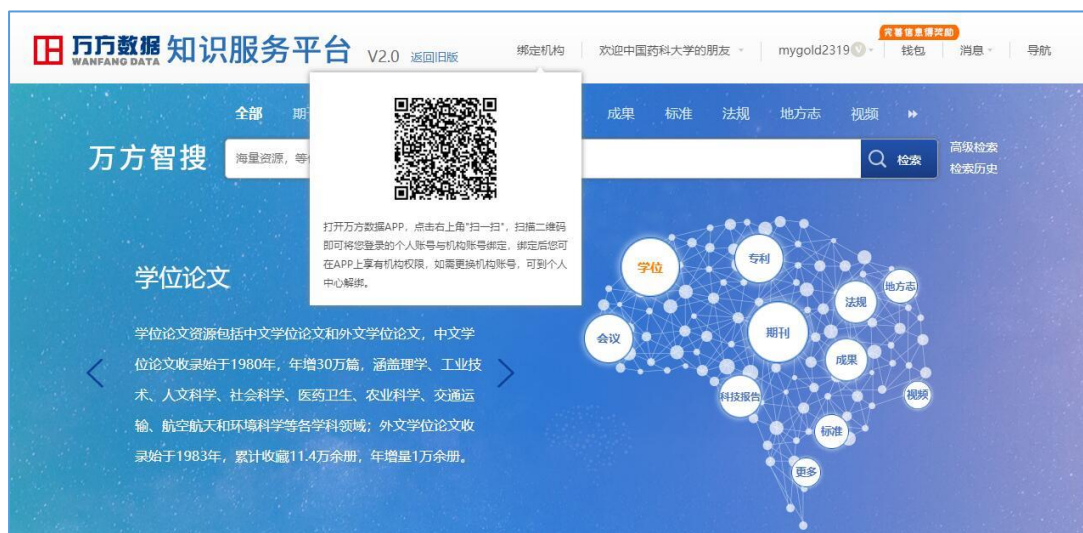 完善信息得奖励
万方数据 知识服务平台 V2.0 返回旧版 绑定机构 欢迎中国药科大学的朋友 mygold2319 V 钱包 消息 导航
WANFANG DATA
全部 期 成果 标准 法规 地方志 视频
万方智搜 海量资源，等 检索 高级检索
检索历史
打开万方数据APP，点击右上角"扫一扫"，扫描二维码
即可将您登录的个人账号与机构账号绑定，绑定后您可
在APP上享有机构权限，如需更换机构账号，可到个人
中心解绑。
学位论文
学位论文资源包括中文学位论文和外文学位论文，中文学
位论文收录始于1980年，年增30万篇，涵盖理学、工业技
术、人文科学、社会科学、医药卫生、农业科学、交通运
输、航空航天和环境科学等各学科领域；外文学位论文收
录始于1983年，累计收藏11.4万余册，年增量1万余册。
学位
专利
地方志
法规
会议
期刊
成果
科技报告
视频
标准
更多